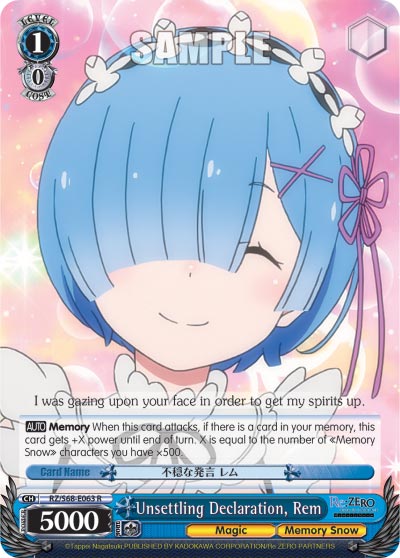 LEVEL
1
0
COST
SAMPLE
I was gazing upon your face in order to get my spirits up.
AUTO Memory When this card attacks, if there is a card in your memory, this
card gets +X power until end of turn. X is equal to the number of «Memory
Snow» characters you have ×500.
Card Name 不穏な発言 レム
CH RZ/S68-E063 R
POWER 5000 Unsettling Declaration, Rem
Re:ZERO
Magic Memory Snow
©Tappei Nagatsuki,PUBLISHED BY KADOKAWA CORPORATION/Re:ZERO PARTNERS